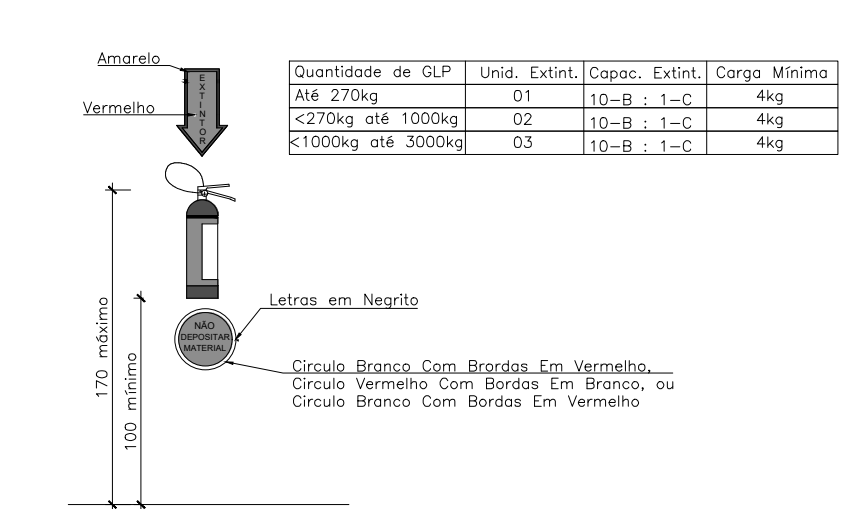 Amarelo
EXTINTOR
Vermelho
Quantidade de GLP Unid. Extint. Capac. Extint. Carga Mínima
Até 270kg 01 10-B : 1-C 4kg
<270kg até 1000kg 02 10-B : 1-C 4kg
<1000kg até 3000kg 03 10-B : 1-C 4kg
170 máximo
100 mínimo
Letras em Negrito
NÃO
DEPOSITAR
MATERIAL
Circulo Branco Com Brordas Em Vermelho,
Circulo Vermelho Com Bordas Em Branco, ou
Circulo Branco Com Bordas Em Vermelho